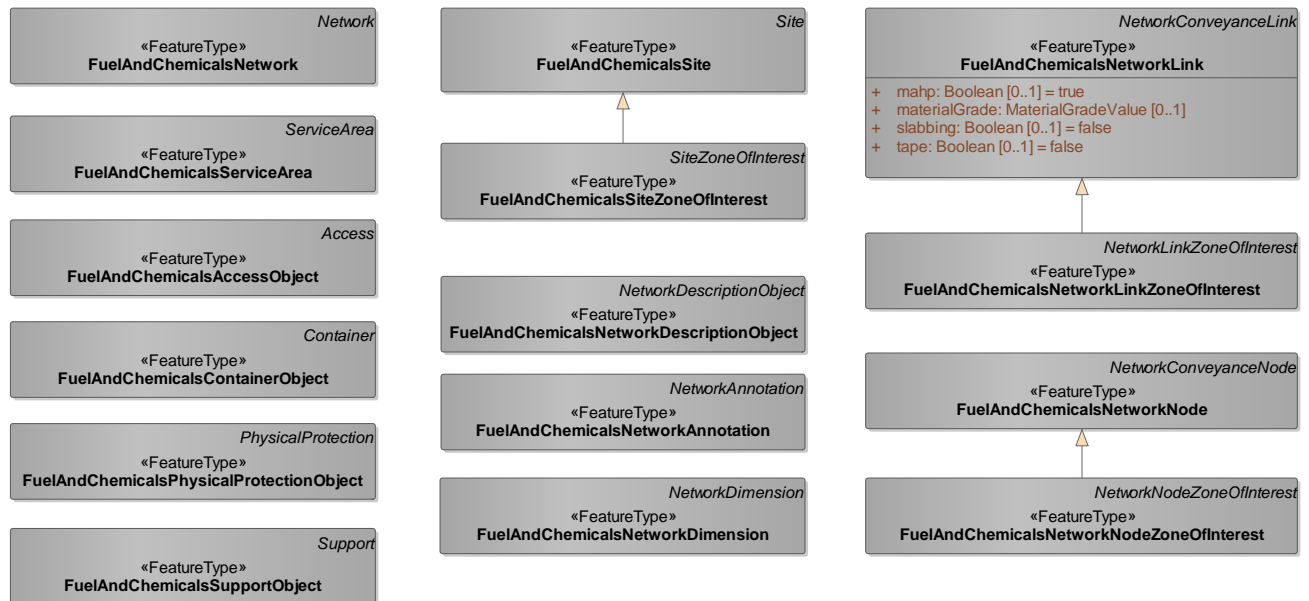 Network
«FeatureType»
FuelAndChemicalsNetwork
ServiceArea
«FeatureType»
FuelAndChemicalsServiceArea
Access
«FeatureType»
FuelAndChemicalsAccessObject
Container
«FeatureType»
FuelAndChemicalsContainerObject
PhysicalProtection
«FeatureType»
FuelAndChemicalsPhysicalProtectionObject
Support
«FeatureType»
FuelAndChemicalsSupportObject
Site
«FeatureType»
FuelAndChemicalsSite
SiteZoneOfInterest
«FeatureType»
FuelAndChemicalsSiteZoneOfInterest
NetworkDescriptionObject
«FeatureType»
FuelAndChemicalsNetworkDescriptionObject
NetworkAnnotation
«FeatureType»
FuelAndChemicalsNetworkAnnotation
NetworkDimension
«FeatureType»
FuelAndChemicalsNetworkDimension
NetworkConveyanceLink
«FeatureType»
FuelAndChemicalsNetworkLink
+ mahp: Boolean [0..1] = true
+ materialGrade: MaterialGradeValue [0..1]
+ slabbing: Boolean [0..1] = false
+ tape: Boolean [0..1] = false
NetworkLinkZoneOfInterest
«FeatureType»
FuelAndChemicalsNetworkLinkZoneOfInterest
NetworkConveyanceNode
«FeatureType»
FuelAndChemicalsNetworkNode
NetworkNodeZoneOfInterest
«FeatureType»
FuelAndChemicalsNetworkNodeZoneOfInterest